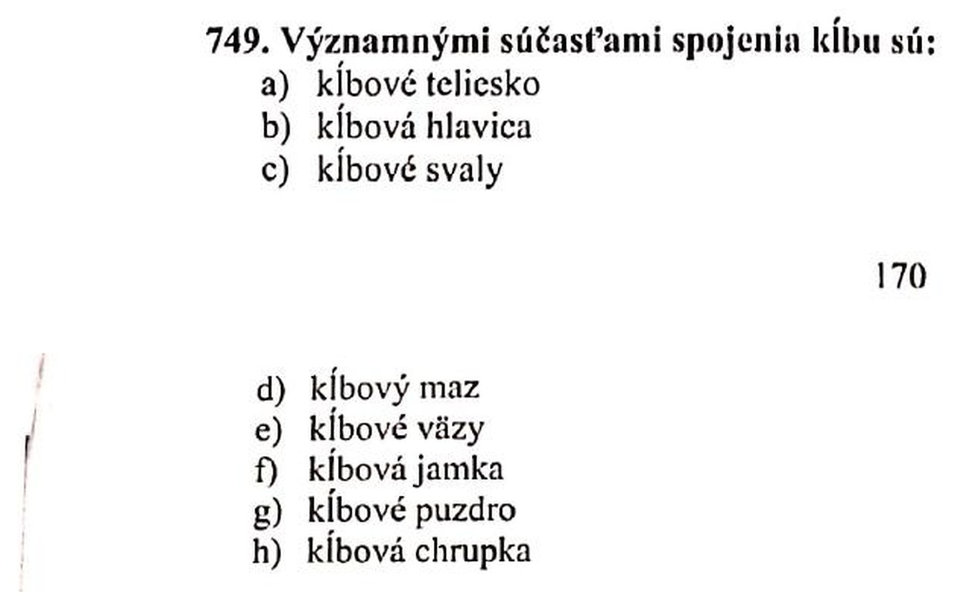 749. Významnými súčasťami spojenia kĺbu sú:
a) kĺbové teliesko
b) kĺbová hlavica
c) kĺbové svaly
170
d) kĺbový maz
e) kĺbové väzy
f) kĺbová jamka
g) kĺbové puzdro
h) kĺbová chrupka